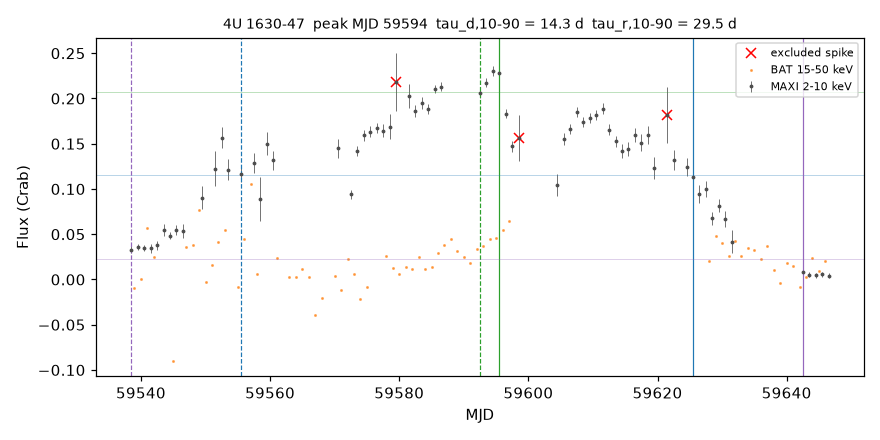 4U 1630-47  peak MJD 59594  tau_d,10-90 = 14.3 d  tau_r,10-90 = 29.5 d
excluded spike
BAT 15-50 keV
MAXI 2-10 keV
Flux (Crab)
0.25
0.20
0.15
0.10
0.05
0.00
−0.05
−0.10
59540 59560 59580 59600 59620 59640
MJD